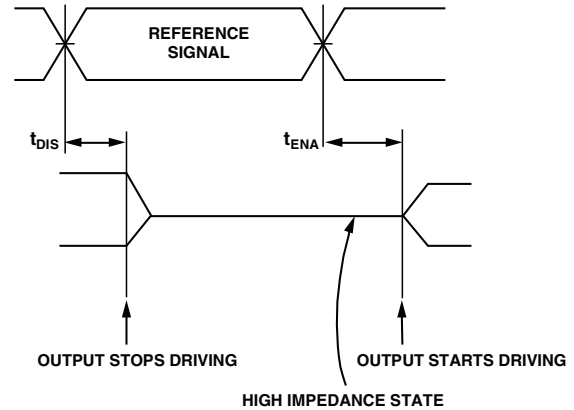 REFERENCE
SIGNAL
tDIS
tENA
OUTPUT STOPS DRIVING
OUTPUT STARTS DRIVING
HIGH IMPEDANCE STATE